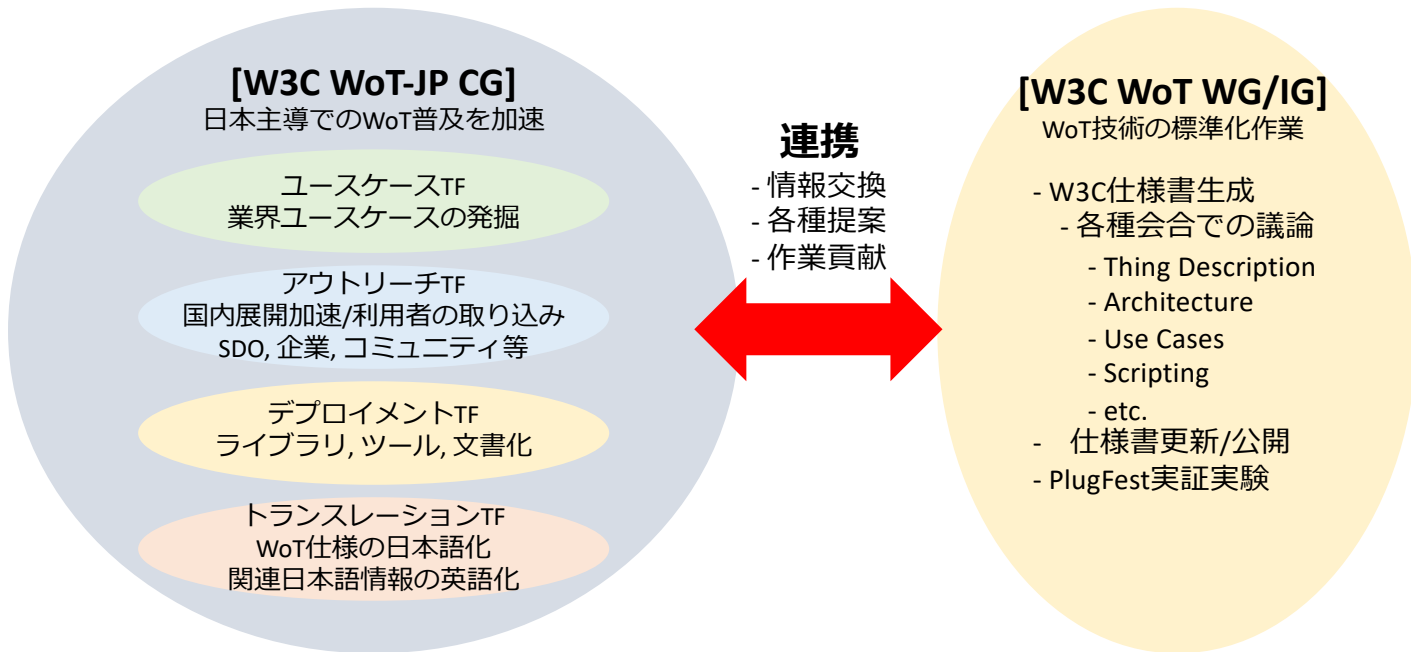 [W3C WoT-JP CG]
日本主導でのWoT普及を加速
ユースケースTF
業界ユースケースの発掘
アウトリーチTF
国内展開加速/利用者の取り込み
SDO, 企業, コミュニティ等
デプロイメントTF
ライブラリ, ツール, 文書化
トランスレーションTF
WoT仕様の日本語化
関連日本語情報の英語化
連携
- 情報交換
- 各種提案
- 作業貢献
[W3C WoT WG/IG]
WoT技術の標準化作業
- W3C仕様書生成
- 各種会合での議論
- Thing Description
- Architecture
- Use Cases
- Scripting
- etc.
- 仕様書更新/公開
- PlugFest実証実験